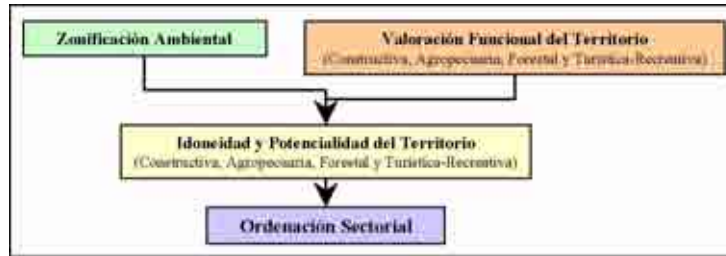 Zonificación Ambiental
Valoración Funcional del Territorio
(Constructiva, Agropecuaria, Forestal y Turística-Recreativa)
Idoneidad y Potencialidad del Territorio
(Constructiva, Agropecuaria, Forestal y Turística-Recreativa)
Ordenación Sectorial